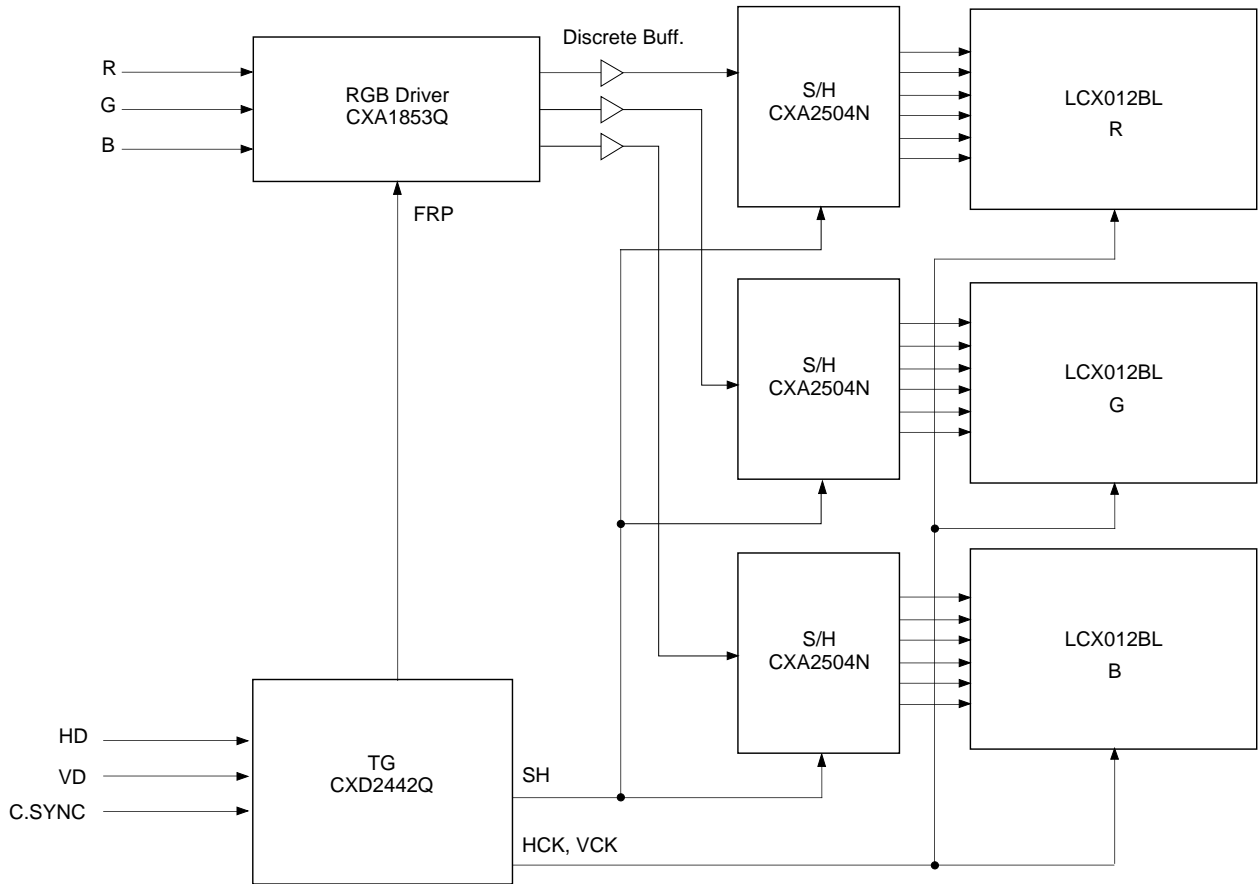 Discrete Buff.
R
G
B
RGB Driver
CXA1853Q
S/H
CXA2504N
LCX012BL
R
FRP
S/H
CXA2504N
LCX012BL
G
S/H
CXA2504N
LCX012BL
B
HD
VD
C.SYNC
TG
CXD2442Q
SH
HCK, VCK